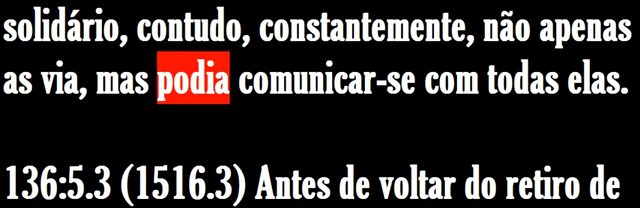 solidário, contudo, constantemente, não apenas
as via, mas podia comunicar-se com todas elas.
136:5.3 (1516.3) Antes de voltar do retiro de